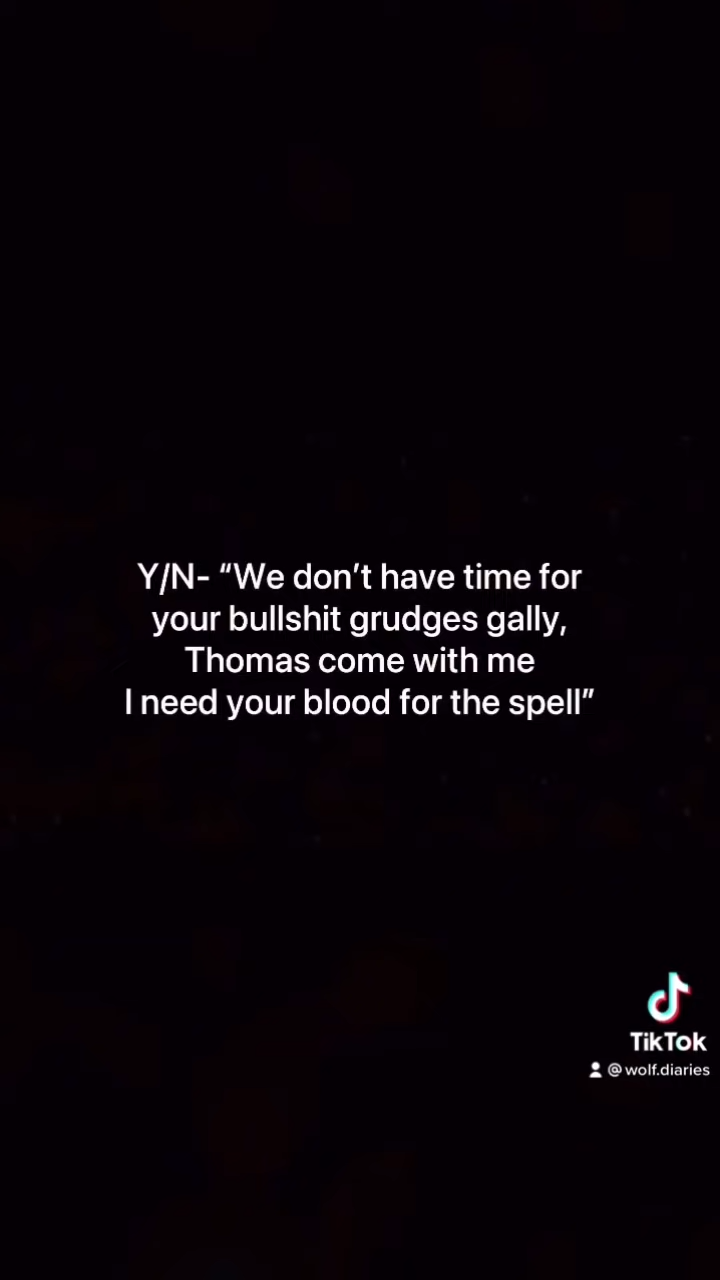 Y/N- “We don’t have time for
your bullshit grudges gally,
Thomas come with me
I need your blood for the spell”
TikTok
@wolf.diaries